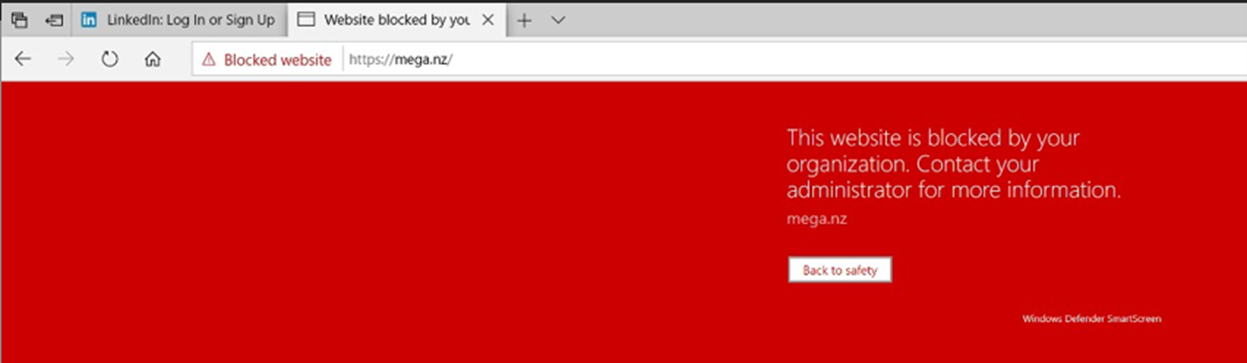 LinkedIn: Log In or Sign Up
Website blocked by you
Blocked website
https://mega.nz/
This website is blocked by your
organization. Contact your
administrator for more information.
mega.nz
Back to safety
Windows Defender SmartScreen